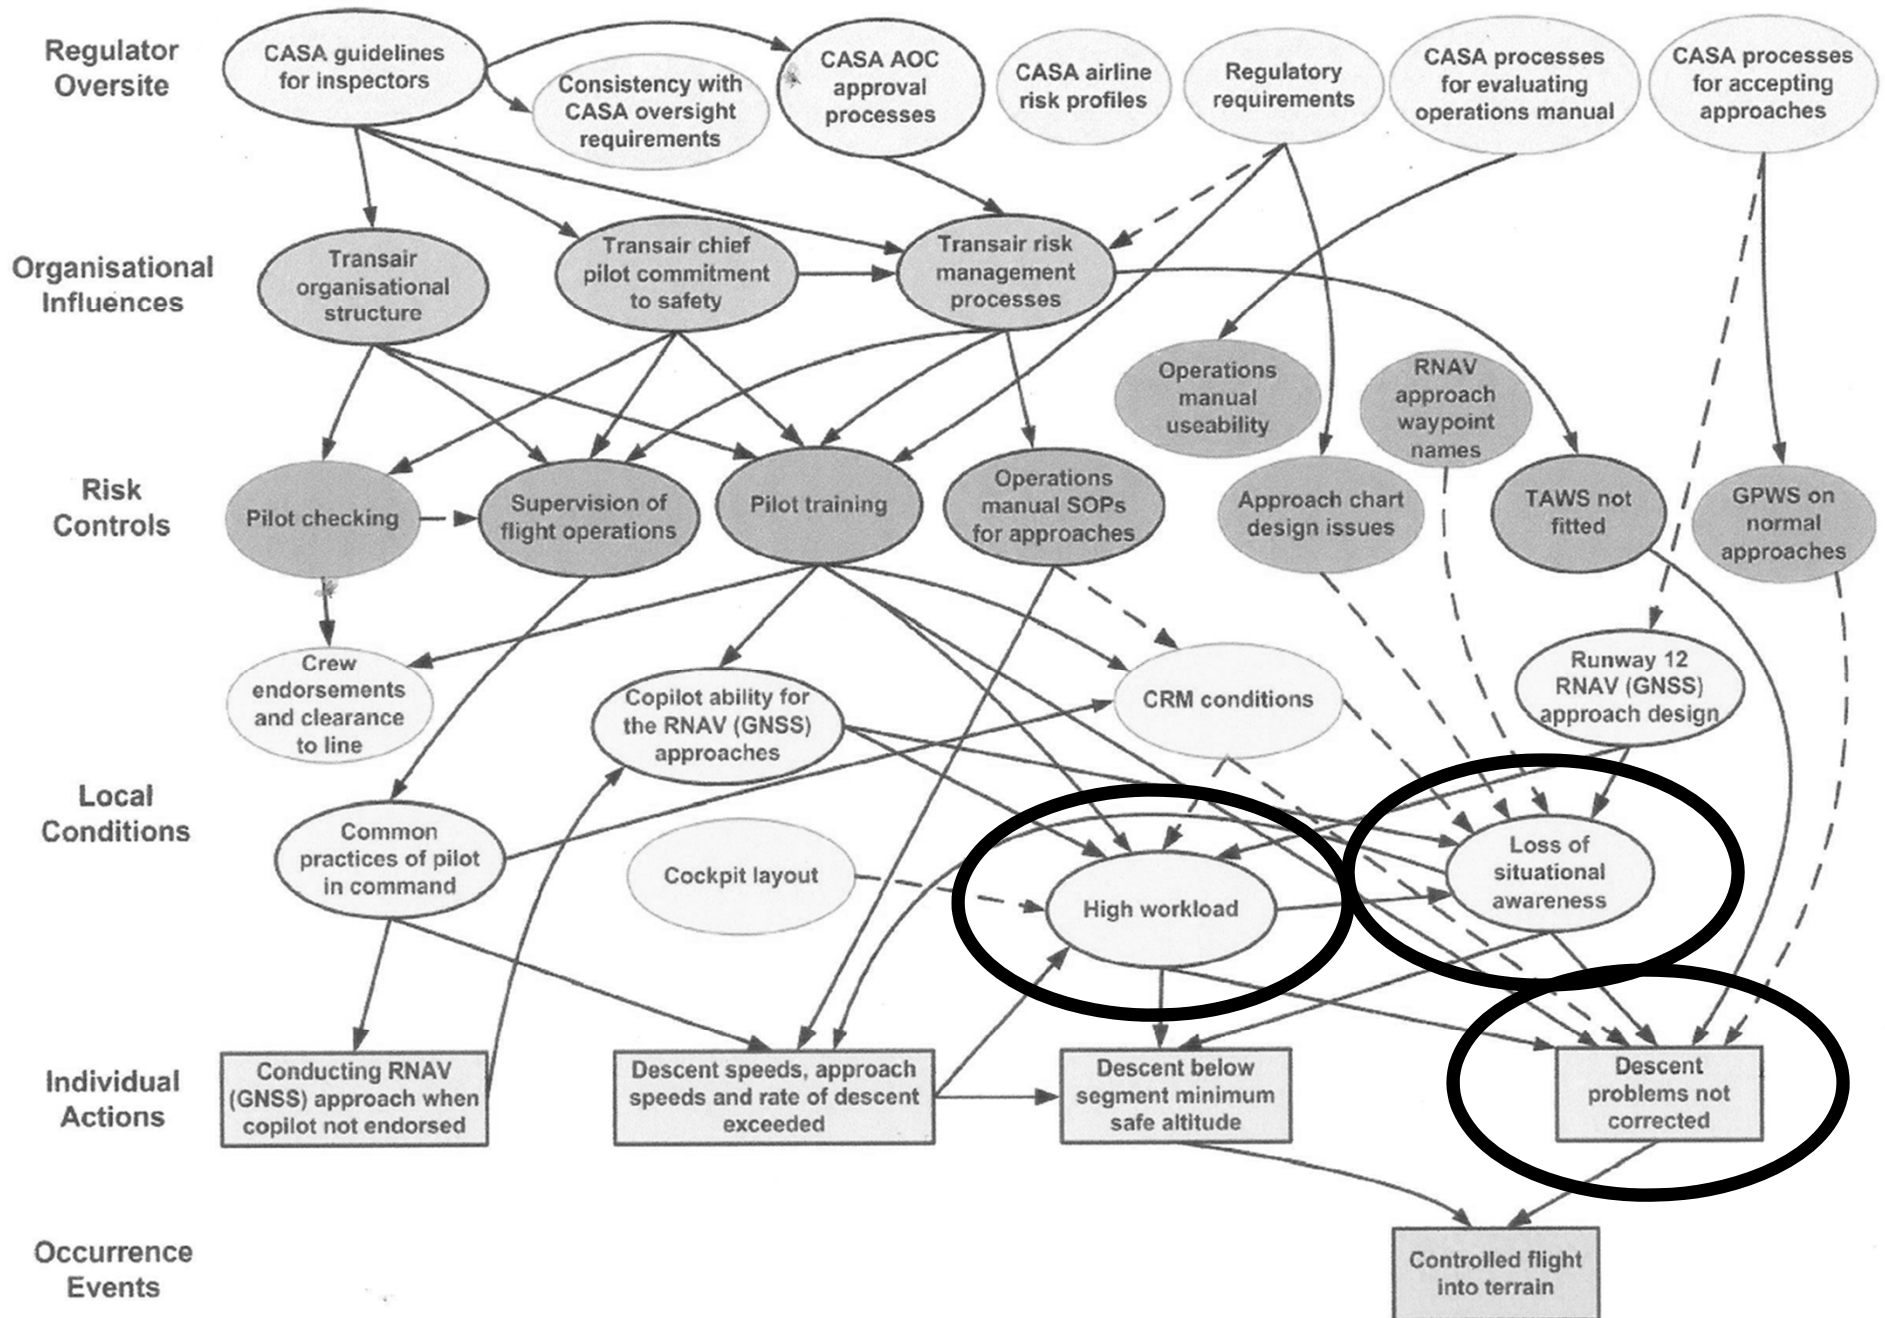 Regulator
Oversite
CASA guidelines
for inspectors
Consistency with
CASA oversight
requirements
CASA AOC
approval
processes
CASA airline
risk profiles
Regulatory
requirements
CASA processes
for evaluating
operations manual
CASA processes
for accepting
approaches
Organisational
Influences
Transair
organisational
structure
Transair chief
pilot commitment
to safety
Transair risk
management
processes
Risk
Controls
Pilot checking
Supervision of
flight operations
Pilot training
Operations
manual SOPs
for approaches
Operations
manual
useability
Approach chart
design issues
RNAV
approach
waypoint
names
TAWS not
fitted
GPWS on
normal
approaches
Local
Conditions
Crew
endorsements
and clearance
to line
Copilot ability for
the RNAV (GNSS)
approaches
CRM conditions
Runway 12
RNAV (GNSS)
approach design
Common
practices of pilot
in command
Cockpit layout
High workload
Loss of
situational
awareness
Individual
Actions
Conducting RNAV
(GNSS) approach when
copilot not endorsed
Descent speeds, approach
speeds and rate of descent
exceeded
Descent below
segment minimum
safe altitude
Descent
problems not
corrected
Occurrence
Events
Controlled flight
into terrain